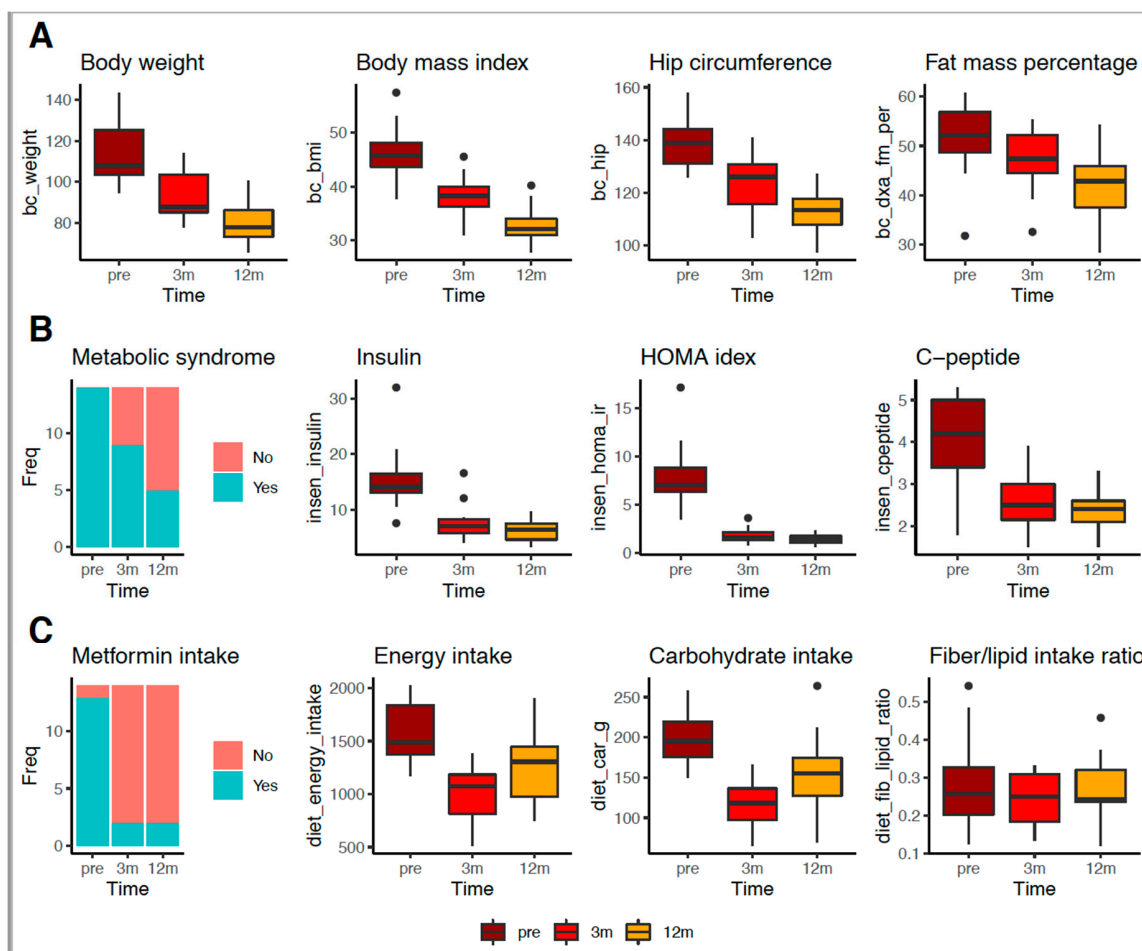 A
Body weight
Body mass index
Hip circumference
Fat mass percentage
bc_weight
140
120
100
80
pre
3m
12m
Time
bc_bmi
50
40
30
pre
3m
12m
Time
bc_hip
160
140
120
100
pre
3m
12m
Time
bc_dxa_fm_per
60
50
40
30
pre
3m
12m
Time
B
Metabolic syndrome
Insulin
HOMA idex
C-peptide
Freq
10
5
0
pre
3m
12m
Time
No
Yes
insen_insulin
30
20
10
pre
3m
12m
Time
insen_homa_ir
15
10
5
0
pre
3m
12m
Time
insen_cpeptide
5
4
3
2
pre
3m
12m
Time
C
Metformin intake
Energy intake
Carbohydrate intake
Fiber/lipid intake ratio
Freq
10
5
0
pre
3m
12m
Time
No
Yes
diet_energy_intake
2000
1500
1000
500
pre
3m
12m
Time
diet_car_g
250
200
150
100
pre
3m
12m
Time
diet_fib_lipid_ratio
0.5
0.4
0.3
0.2
0.1
pre
3m
12m
Time
pre
3m
12m